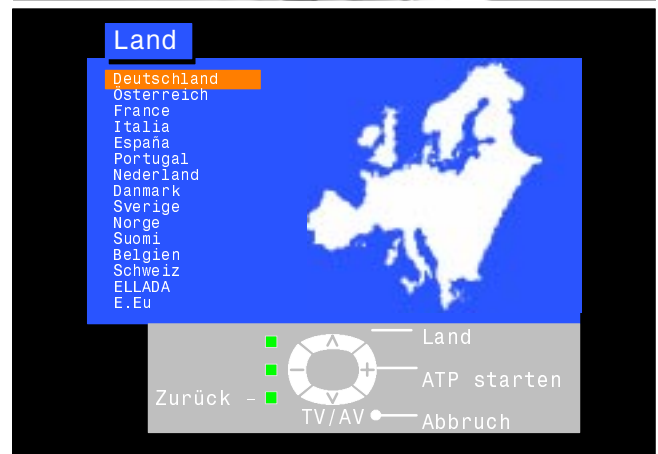 Land
Deutschland
Österreich
France
Italia
España
Portugal
Nederland
Danmark
Sverige
Norge
Suomi
Belgien
Schweiz
ELLADA
E.Eu
Land
ATP starten
Zurück -
TV/AV
Abbruch